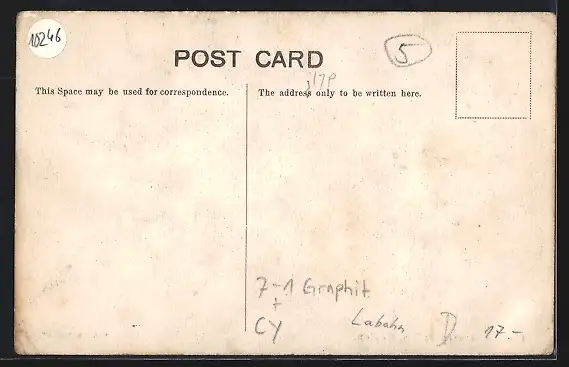 10246
POST CARD
5
This Space may be used for correspondence.
The address only to be written here.
7-1 Graphit
+
CY
Labahn
D
17.-